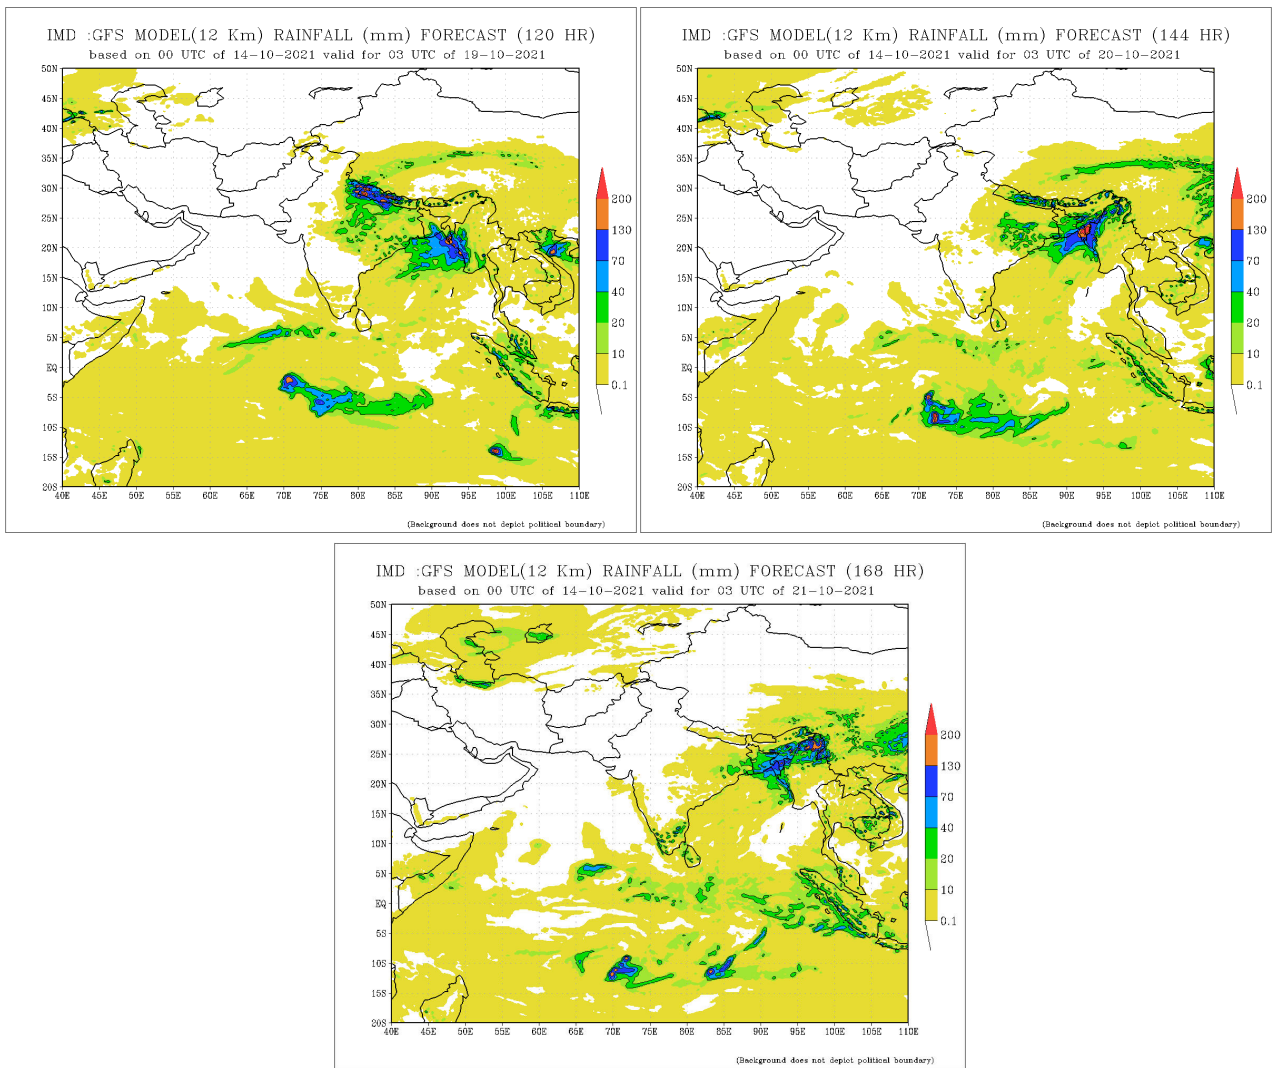 IMD :GFS MODEL(12 Km) RAINFALL (mm) FORECAST (120 HR)
based on 00 UTC of 14-10-2021 valid for 03 UTC of 19-10-2021
50N
45N
40N
35N
30N
25N
20N
15N
10N
5N
EQ
5S
10S
15S
20S
40E 45E 50E 55E 60E 65E 70E 75E 80E 85E 90E 95E 100E 105E 110E
200
130
70
40
20
10
0.1
(Background does not depict political boundary)
IMD :GFS MODEL(12 Km) RAINFALL (mm) FORECAST (144 HR)
based on 00 UTC of 14-10-2021 valid for 03 UTC of 20-10-2021
50N
45N
40N
35N
30N
25N
20N
15N
10N
5N
EQ
5S
10S
15S
20S
40E 45E 50E 55E 60E 65E 70E 75E 80E 85E 90E 95E 100E 105E 110E
200
130
70
40
20
10
0.1
(Background does not depict political boundary)
IMD :GFS MODEL(12 Km) RAINFALL (mm) FORECAST (168 HR)
based on 00 UTC of 14-10-2021 valid for 03 UTC of 21-10-2021
50N
45N
40N
35N
30N
25N
20N
15N
10N
5N
EQ
5S
10S
15S
20S
40E 45E 50E 55E 60E 65E 70E 75E 80E 85E 90E 95E 100E 105E 110E
200
130
70
40
20
10
0.1
(Background does not depict political boundary)